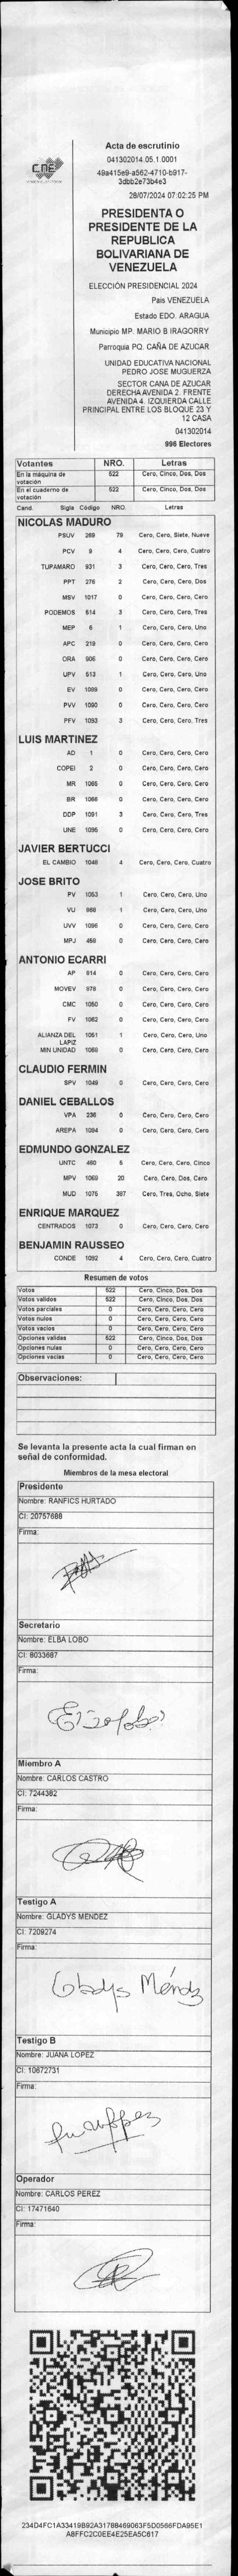 cne
Acta de escrutinio
041302014.05.1.0001
49a415e9-a562-4710-b917-
3dbb2e73b4e3
28/07/2024 07:02:25 PM
PRESIDENTA O
PRESIDENTE DE LA
REPUBLICA
BOLIVARIANA DE
VENEZUELA
ELECCIÓN PRESIDENCIAL 2024
Pais VENEZUELA
Estado EDO. ARAGUA
Municipio MP. MARIO B IRAGORRY
Parroquia PQ. CAÑA DE AZUCAR
UNIDAD EDUCATIVA NACIONAL
PEDRO JOSE MUGUERZA
SECTOR CANA DE AZUCAR
DERECHA AVENIDA 2. FRENTE
AVENIDA 4. IZQUIERDA CALLE
PRINCIPAL ENTRE LOS BLOQUE 23 Y
12 CASA
041302014
996 Electores
Votantes NRO. Letras
En la máquina de votación 522 Cero, Cinco, Dos, Dos
En el cuaderno de votación 522 Cero, Cinco, Dos, Dos
Cand. Sigla Código NRO. Letras
NICOLAS MADURO
PSUV 269 79 Cero, Cero, Siete, Nueve
PCV 9 4 Cero, Cero, Cero, Cuatro
TUPAMARO 931 3 Cero, Cero, Cero, Tres
PPT 276 2 Cero, Cero, Cero, Dos
MSV 1017 0 Cero, Cero, Cero, Cero
PODEMOS 514 3 Cero, Cero, Cero, Tres
MEP 6 1 Cero, Cero, Cero, Uno
APC 219 0 Cero, Cero, Cero, Cero
ORA 906 0 Cero, Cero, Cero, Cero
UPV 513 1 Cero, Cero, Cero, Uno
EV 1089 0 Cero, Cero, Cero, Cero
PVV 1090 0 Cero, Cero, Cero, Cero
PFV 1093 3 Cero, Cero, Cero, Tres
LUIS MARTINEZ
AD 1 0 Cero, Cero, Cero, Cero
COPEI 2 0 Cero, Cero, Cero, Cero
MR 1065 0 Cero, Cero, Cero, Cero
BR 1066 0 Cero, Cero, Cero, Cero
DDP 1091 3 Cero, Cero, Cero, Tres
UNE 1095 0 Cero, Cero, Cero, Cero
JAVIER BERTUCCI
EL CAMBIO 1046 4 Cero, Cero, Cero, Cuatro
JOSE BRITO
PV 1053 1 Cero, Cero, Cero, Uno
VU 969 1 Cero, Cero, Cero, Uno
UVV 1096 0 Cero, Cero, Cero, Cero
MPJ 458 0 Cero, Cero, Cero, Cero
ANTONIO ECARRI
AP 914 0 Cero, Cero, Cero, Cero
MOVEV 978 0 Cero, Cero, Cero, Cero
CMC 1050 0 Cero, Cero, Cero, Cero
FV 1062 0 Cero, Cero, Cero, Cero
ALIANZA DEL LAPIZ 1061 1 Cero, Cero, Cero, Uno
MIN UNIDAD 1068 0 Cero, Cero, Cero, Cero
CLAUDIO FERMIN
SPV 1049 0 Cero, Cero, Cero, Cero
DANIEL CEBALLOS
VPA 236 0 Cero, Cero, Cero, Cero
AREPA 1094 0 Cero, Cero, Cero, Cero
EDMUNDO GONZALEZ
UNTC 460 5 Cero, Cero, Cero, Cinco
MPV 1069 20 Cero, Cero, Dos, Cero
MUD 1075 387 Cero, Tres, Ocho, Siete
ENRIQUE MARQUEZ
CENTRADOS 1073 0 Cero, Cero, Cero, Cero
BENJAMIN RAUSSEO
CONDE 1092 4 Cero, Cero, Cero, Cuatro
Resumen de votos
Votos 522 Cero, Cinco, Dos, Dos
Votos validos 522 Cero, Cinco, Dos, Dos
Votos parciales 0 Cero, Cero, Cero, Cero
Votos nulos 0 Cero, Cero, Cero, Cero
Votos vacios 0 Cero, Cero, Cero, Cero
Opciones validas 522 Cero, Cinco, Dos, Dos
Opciones nulas 0 Cero, Cero, Cero, Cero
Opciones vacias 0 Cero, Cero, Cero, Cero
Observaciones:
Se levanta la presente acta la cual firman en
señal de conformidad.
Miembros de la mesa electoral
Presidente
Nombre: RANFICS HURTADO
CI: 20757688
Firma:
Secretario
Nombre: ELBA LOBO
CI: 8033687
Firma:
Miembro A
Nombre: CARLOS CASTRO
CI: 7244382
Firma:
Testigo A
Nombre: GLADYS MENDEZ
CI: 7209274
Firma:
Gladys Méndz
Testigo B
Nombre: JUANA LOPEZ
CI: 10672731
Firma:
Operador
Nombre: CARLOS PEREZ
CI: 17471640
Firma:
234D4FC1A33419B92A3178B469063F5D0566FDA95E1
ABFFC2C0EE4E25EA5C617